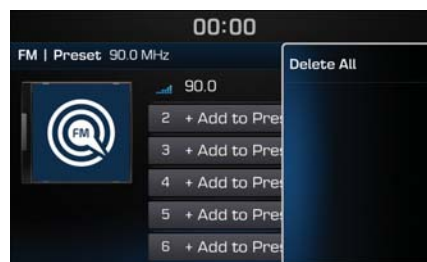 00:00
FM | Preset 90.0 MHz
Delete All
90.0
FM
2 + Add to Pres
3 + Add to Pres
4 + Add to Pres
5 + Add to Pres
6 + Add to Pres